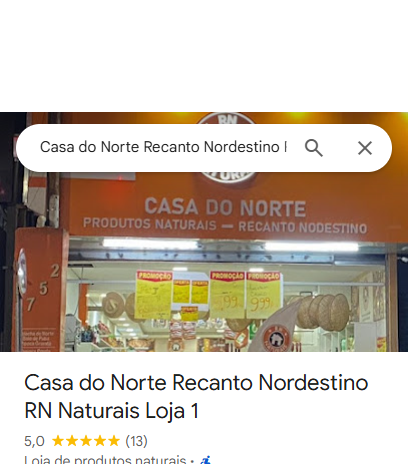 Casa do Norte Recanto Nordestino
RN
CASA DO NORTE
PRODUTOS NATURAIS — RECANTO NODESTINO
2
5
7
PROMOÇÃO
PROMOÇÃO
PROMOÇÃO
Casa do Norte Recanto Nordestino
RN Naturais Loja 1
5,0 (13)
Loja de produtos naturais